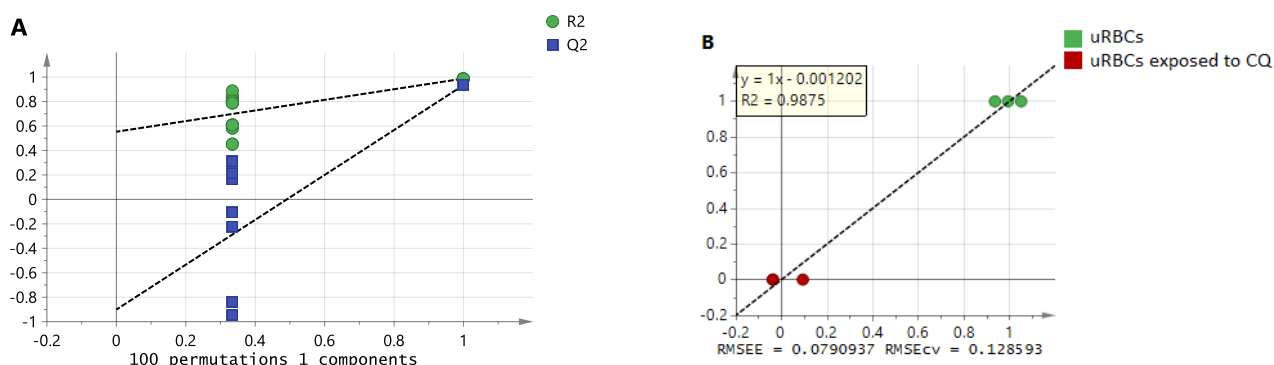 A
R2
Q2
1
0.8
0.6
0.4
0.2
0
-0.2
-0.4
-0.6
-0.8
-1
-0.2 0 0.2 0.4 0.6 0.8 1
100 permutations 1 components
B
uRBCs
uRBCs exposed to CQ
y = 1x - 0.001202
R2 = 0.9875
1
0.8
0.6
0.4
0.2
0
-0.2
-0.2 0 0.2 0.4 0.6 0.8 1
RMSEE = 0.0790937 RMSEcv = 0.128593